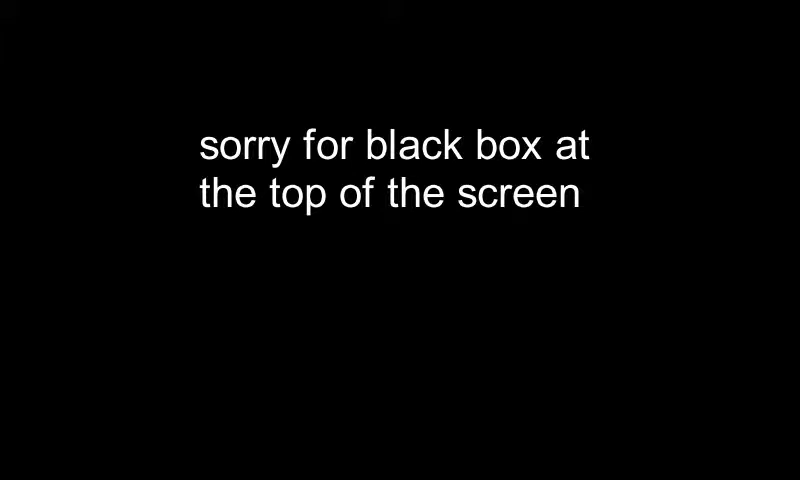 sorry for black box at
the top of the screen